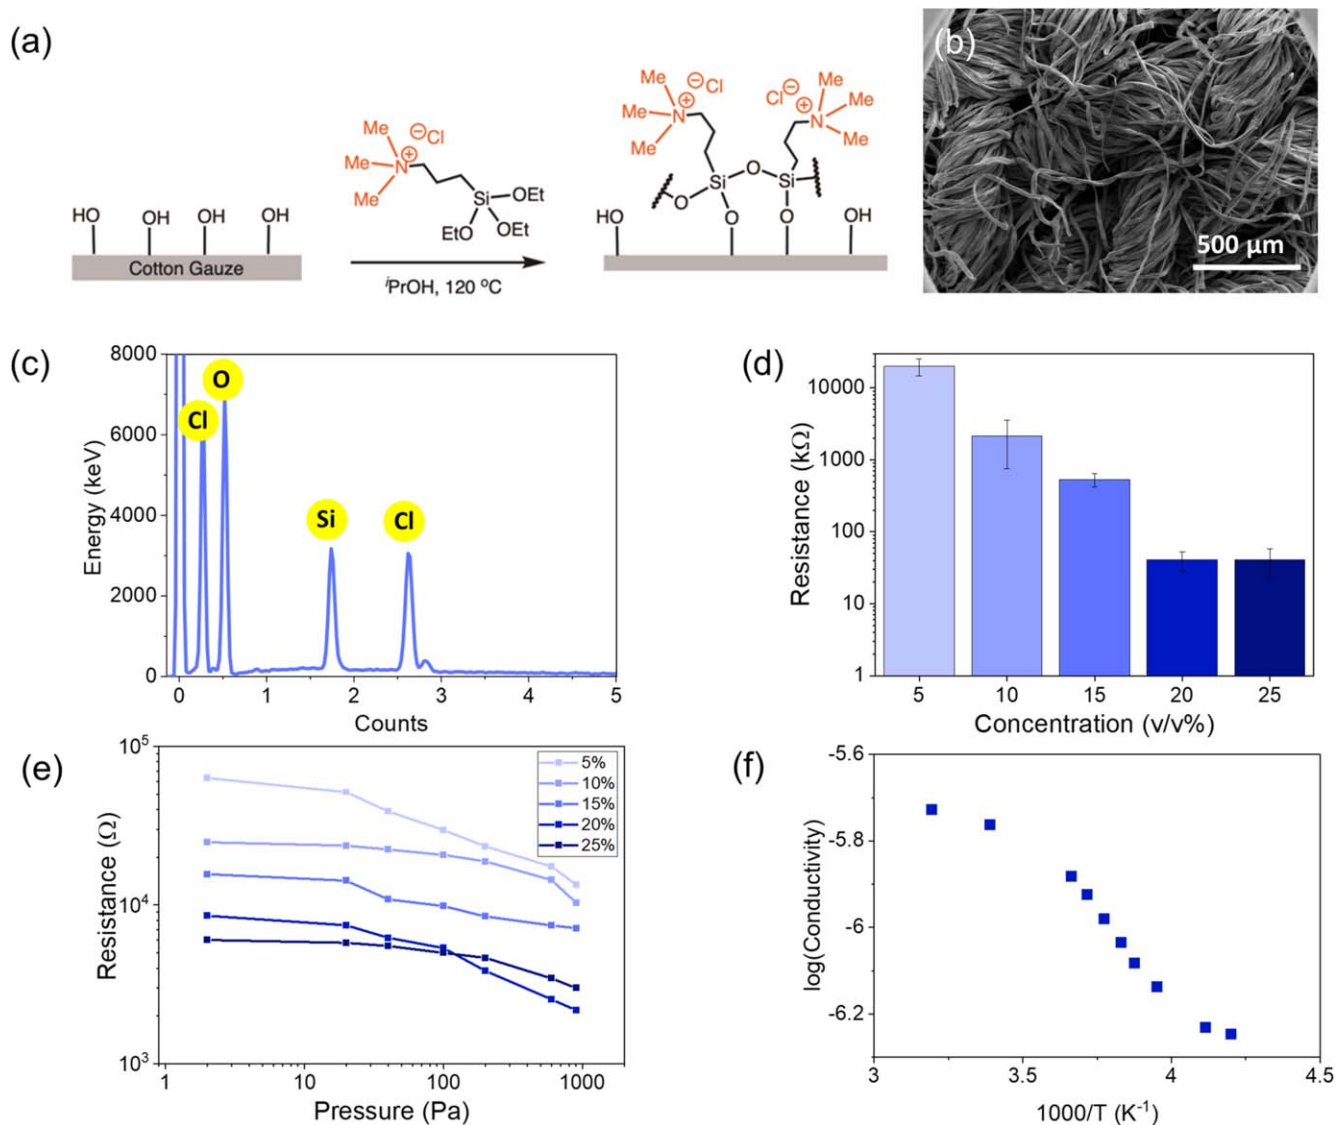 (a)
Me
Me
Me
N
⊕
⊖Cl
Si
OEt
EtO
OEt
HO
OH
OH
OH
Cotton Gauze
ⁱPrOH, 120 °C
Me
Me
Me
N
⊕
⊖Cl
Cl⊖
⊕
N
Me
Me
Me
Si
O
Si
O
O
O
HO
OH
(b)
500 µm
(c)
8000
6000
4000
2000
0
Energy (keV)
Cl
O
Si
Cl
0 1 2 3 4 5
Counts
(d)
10000
1000
100
10
1
Resistance (kΩ)
5 10 15 20 25
Concentration (v/v%)
(e)
10⁵
10⁴
10³
Resistance (Ω)
5%
10%
15%
20%
25%
1 10 100 1000
Pressure (Pa)
(f)
-5.6
-5.8
-6
-6.2
log(Conductivity)
3 3.5 4 4.5
1000/T (K⁻¹)